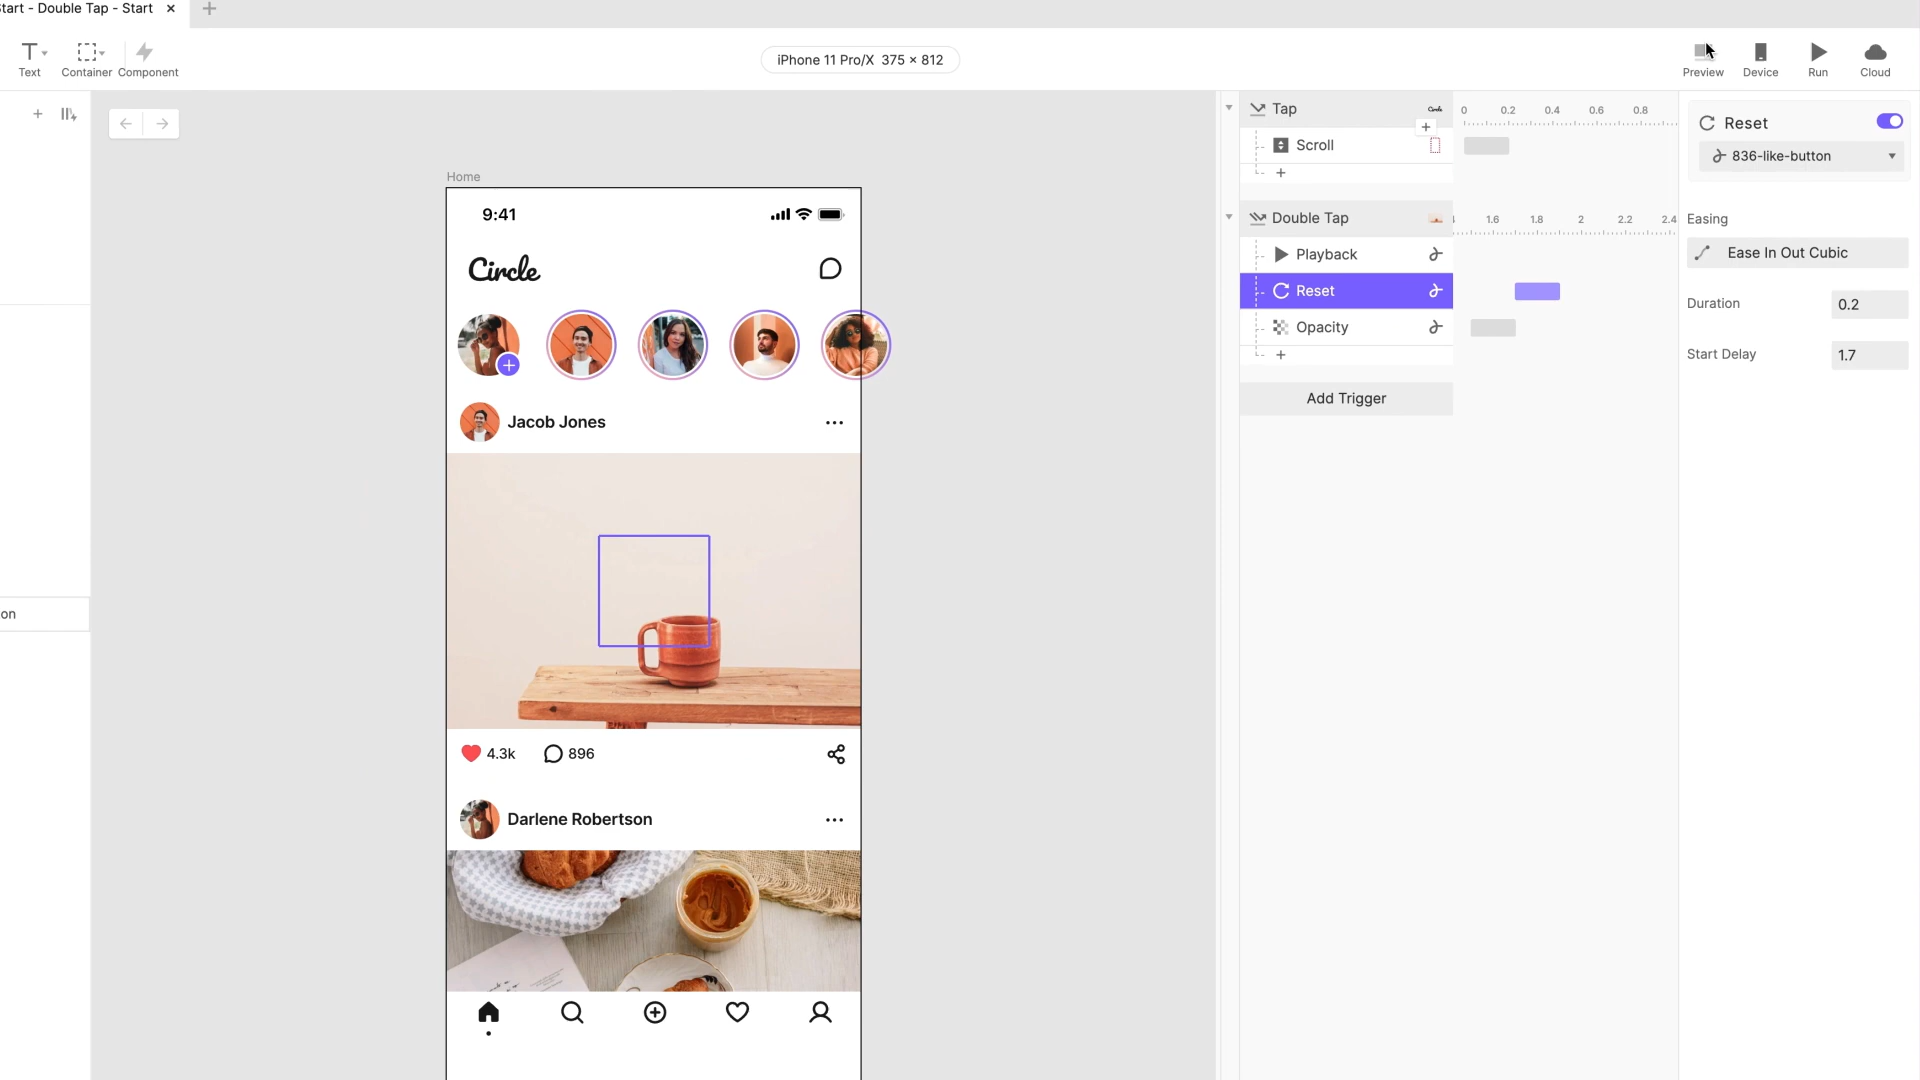 tart - Double Tap - Start
Text
Container
Component
iPhone 11 Pro/X 375 × 812
Preview
Device
Run
Cloud
Home
9:41
Circle
Jacob Jones
4.3k
896
Darlene Robertson
on
Tap
Circle
0 0.2 0.4 0.6 0.8
Scroll
Double Tap
1.6 1.8 2 2.2 2.4
Playback
Reset
Opacity
Add Trigger
Reset
836-like-button
Easing
Ease In Out Cubic
Duration
0.2
Start Delay
1.7